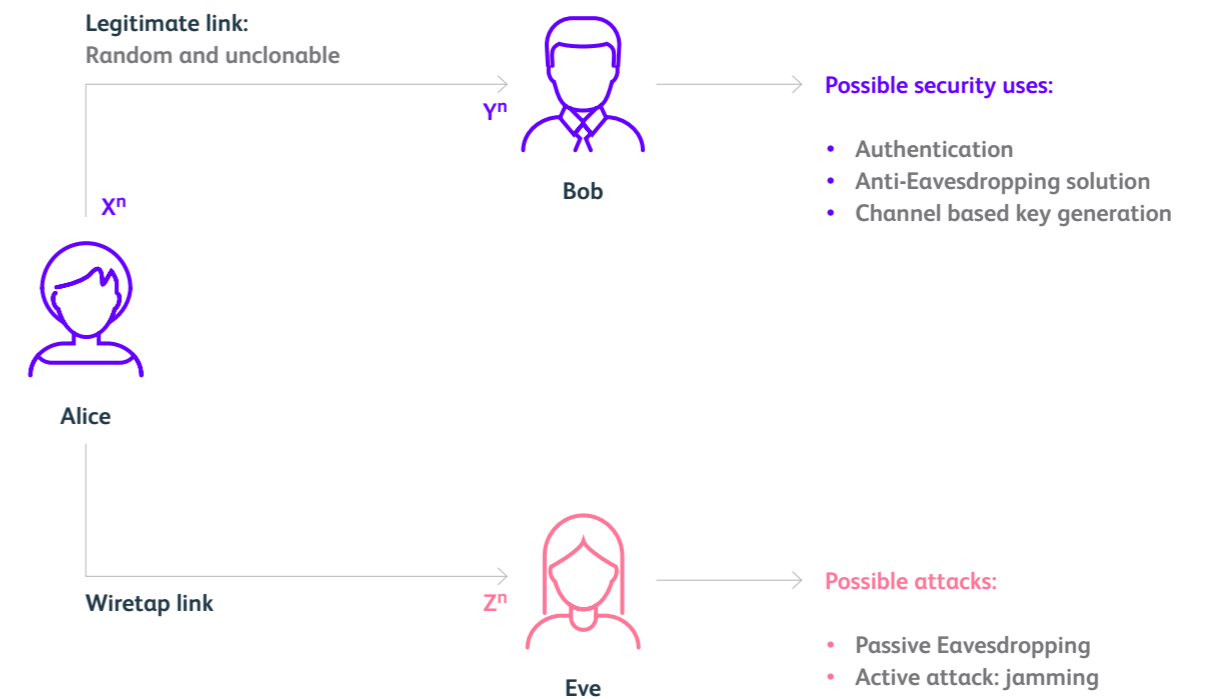 Legitimate link:
Random and unclonable
Yⁿ
Bob
Possible security uses:
• Authentication
• Anti-Eavesdropping solution
• Channel based key generation
Xⁿ
Alice
Wiretap link
Zⁿ
Eve
Possible attacks:
• Passive Eavesdropping
• Active attack: jamming